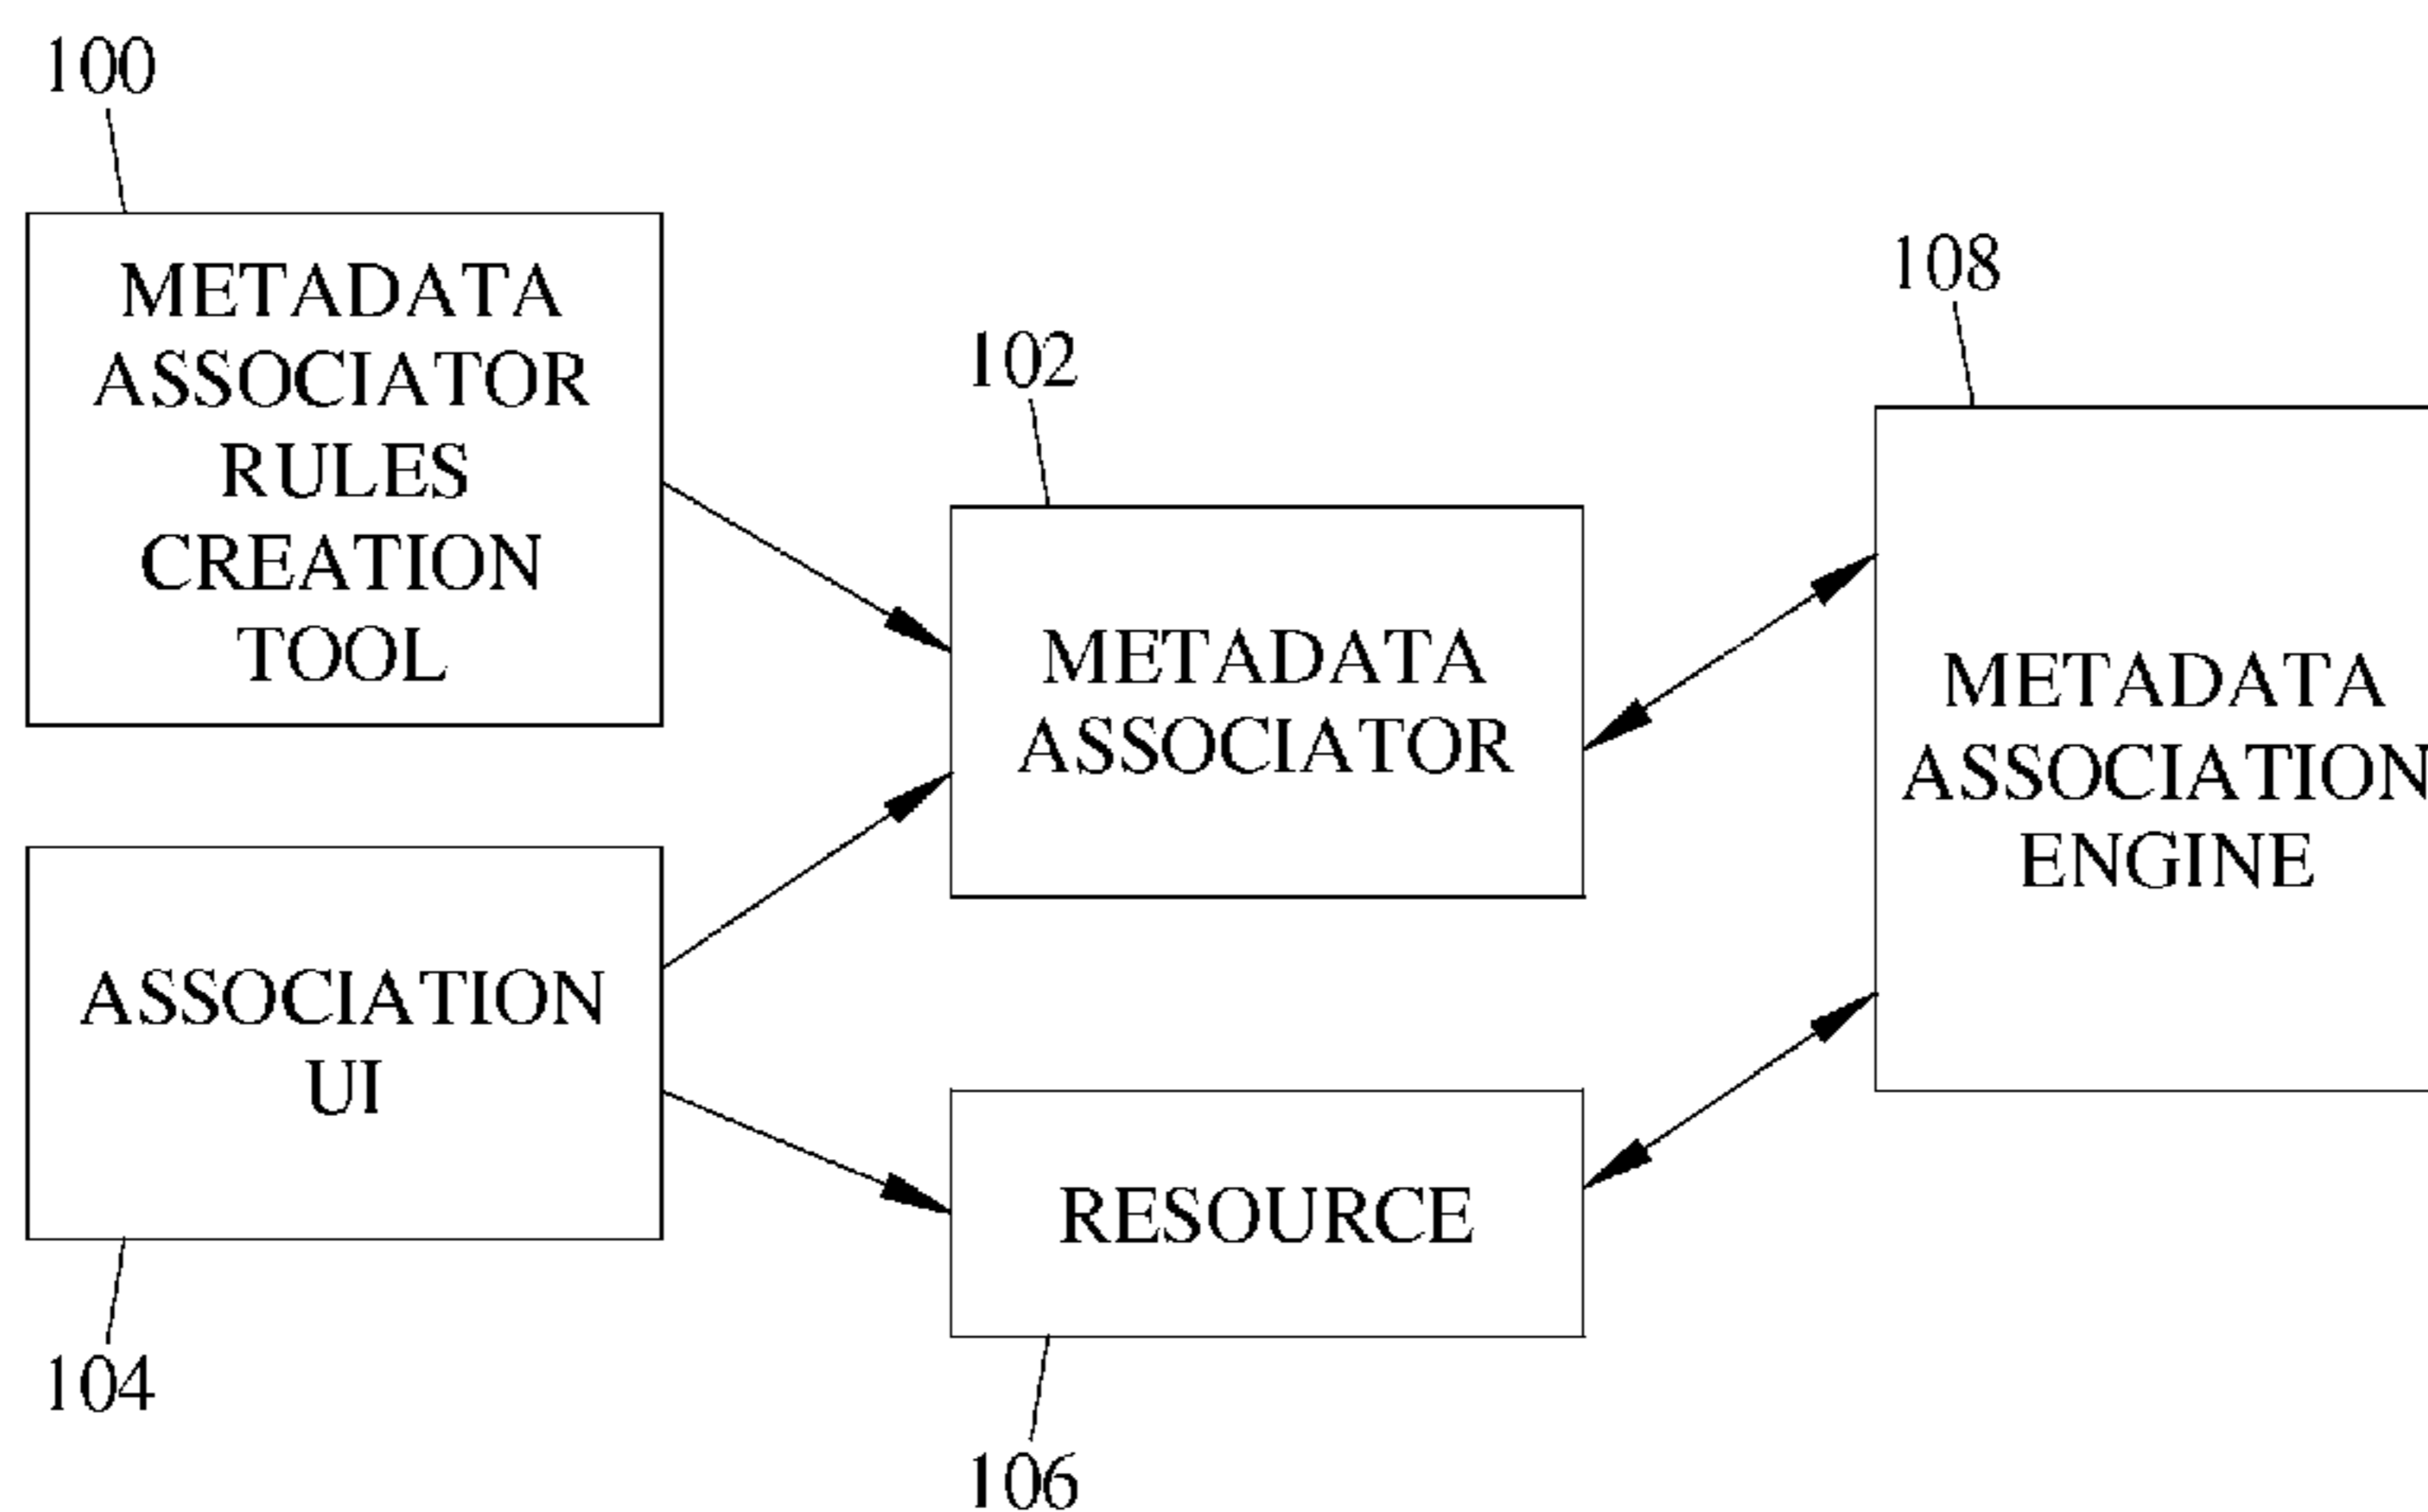 100
METADATA
ASSOCIATOR
RULES
CREATION
TOOL
102
METADATA
ASSOCIATOR
108
METADATA
ASSOCIATION
ENGINE
ASSOCIATION
UI
104
RESOURCE
106